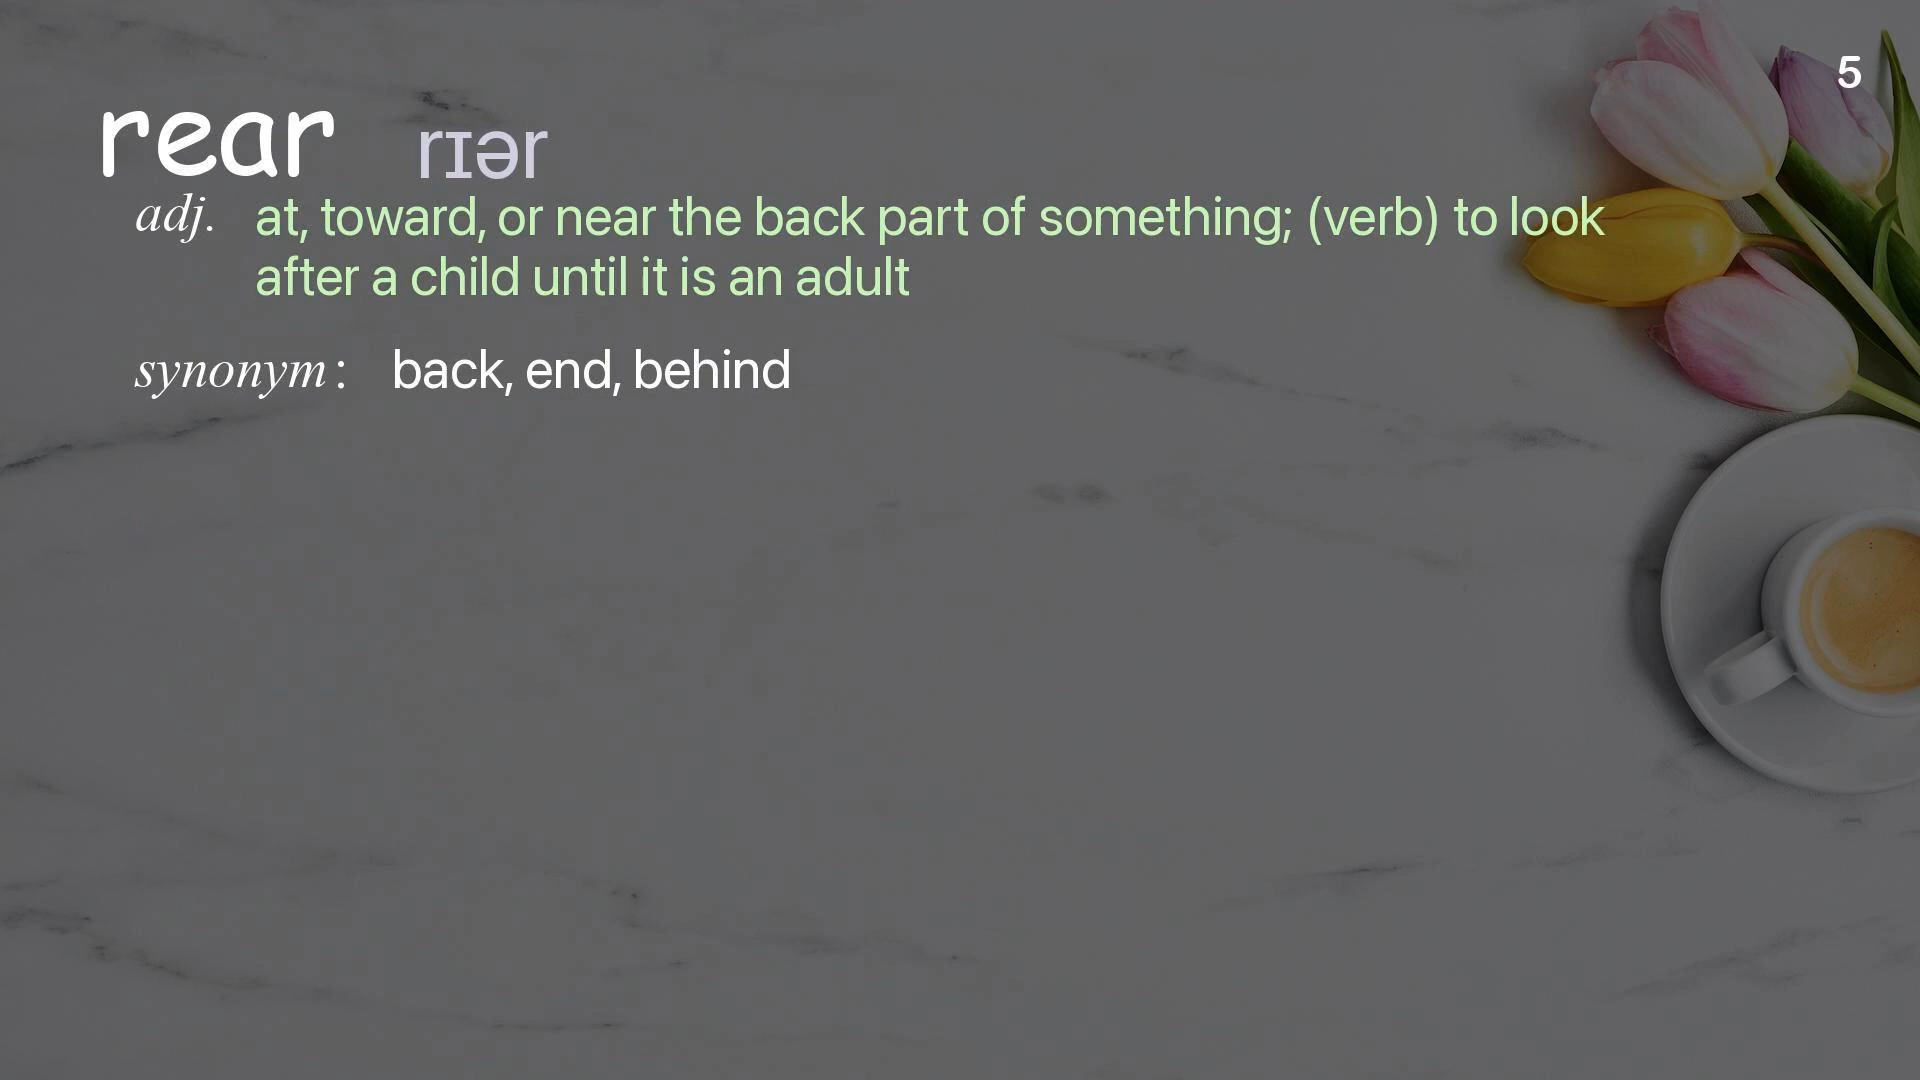 5
rear rɪər
adj. at, toward, or near the back part of something; (verb) to look
after a child until it is an adult
synonym : back, end, behind